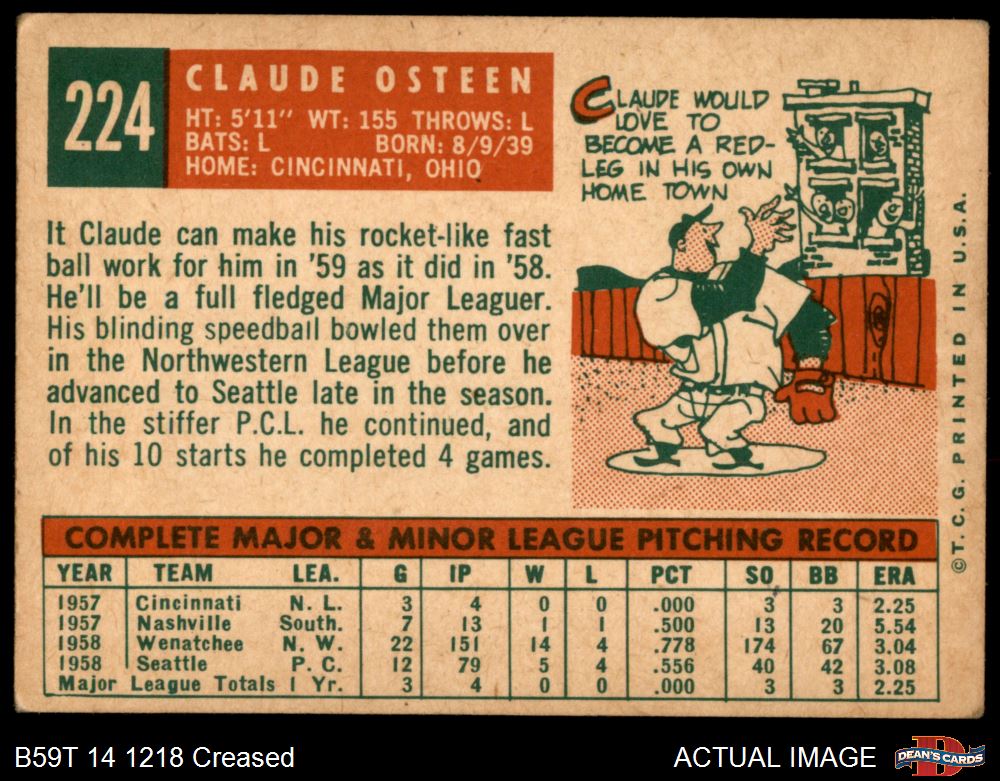 224
CLAUDE OSTEEN
HT: 5'11" WT: 155 THROWS: L
BATS: L BORN: 8/9/39
HOME: CINCINNATI, OHIO
CLAUDE WOULD
LOVE TO
BECOME A RED-
LEG IN HIS OWN
HOME TOWN
It Claude can make his rocket-like fast
ball work for him in '59 as it did in '58.
He'll be a full fledged Major Leaguer.
His blinding speedball bowled them over
in the Northwestern League before he
advanced to Seattle late in the season.
In the stiffer P.C.L. he continued, and
of his 10 starts he completed 4 games.
©T. C. G. PRINTED IN U.S.A.
COMPLETE MAJOR & MINOR LEAGUE PITCHING RECORD
YEAR TEAM LEA. G IP W L PCT SO BB ERA
1957 Cincinnati N. L. 3 4 0 0 .000 3 3 2.25
1957 Nashville South. 7 13 1 1 .500 13 20 5.54
1958 Wenatchee N. W. 22 151 14 4 .778 174 67 3.04
1958 Seattle P. C. 12 79 5 4 .556 40 42 3.08
Major League Totals 1 Yr. 3 4 0 0 .000 3 3 2.25
B59T 14 1218 Creased
ACTUAL IMAGE
D
DEAN'S CARDS